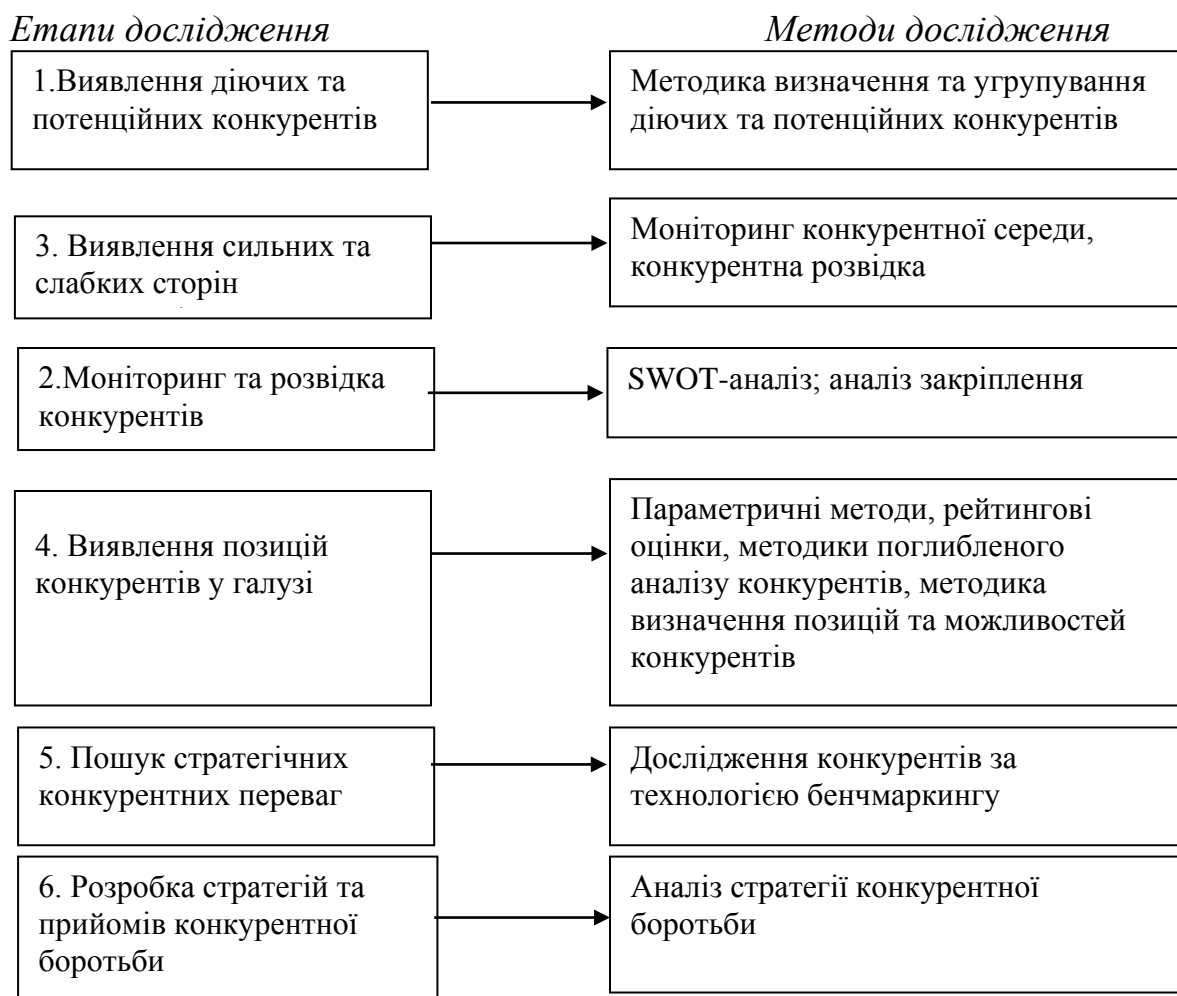 Етапи дослідження
Методи дослідження
1.Виявлення діючих та
потенційних конкурентів
Методика визначення та угрупування
діючих та потенційних конкурентів
3. Виявлення сильних та
слабких сторін
Моніторинг конкурентної середи,
конкурентна розвідка
2.Моніторинг та розвідка
конкурентів
SWOT-аналіз; аналіз закріплення
4. Виявлення позицій
конкурентів у галузі
Параметричні методи, рейтингові
оцінки, методики поглибленого
аналізу конкурентів, методика
визначення позицій та можливостей
конкурентів
5. Пошук стратегічних
конкурентних переваг
Дослідження конкурентів за
технологією бенчмаркингу
6. Розробка стратегій та
прийомів конкурентної
боротьби
Аналіз стратегії конкурентної
боротьби